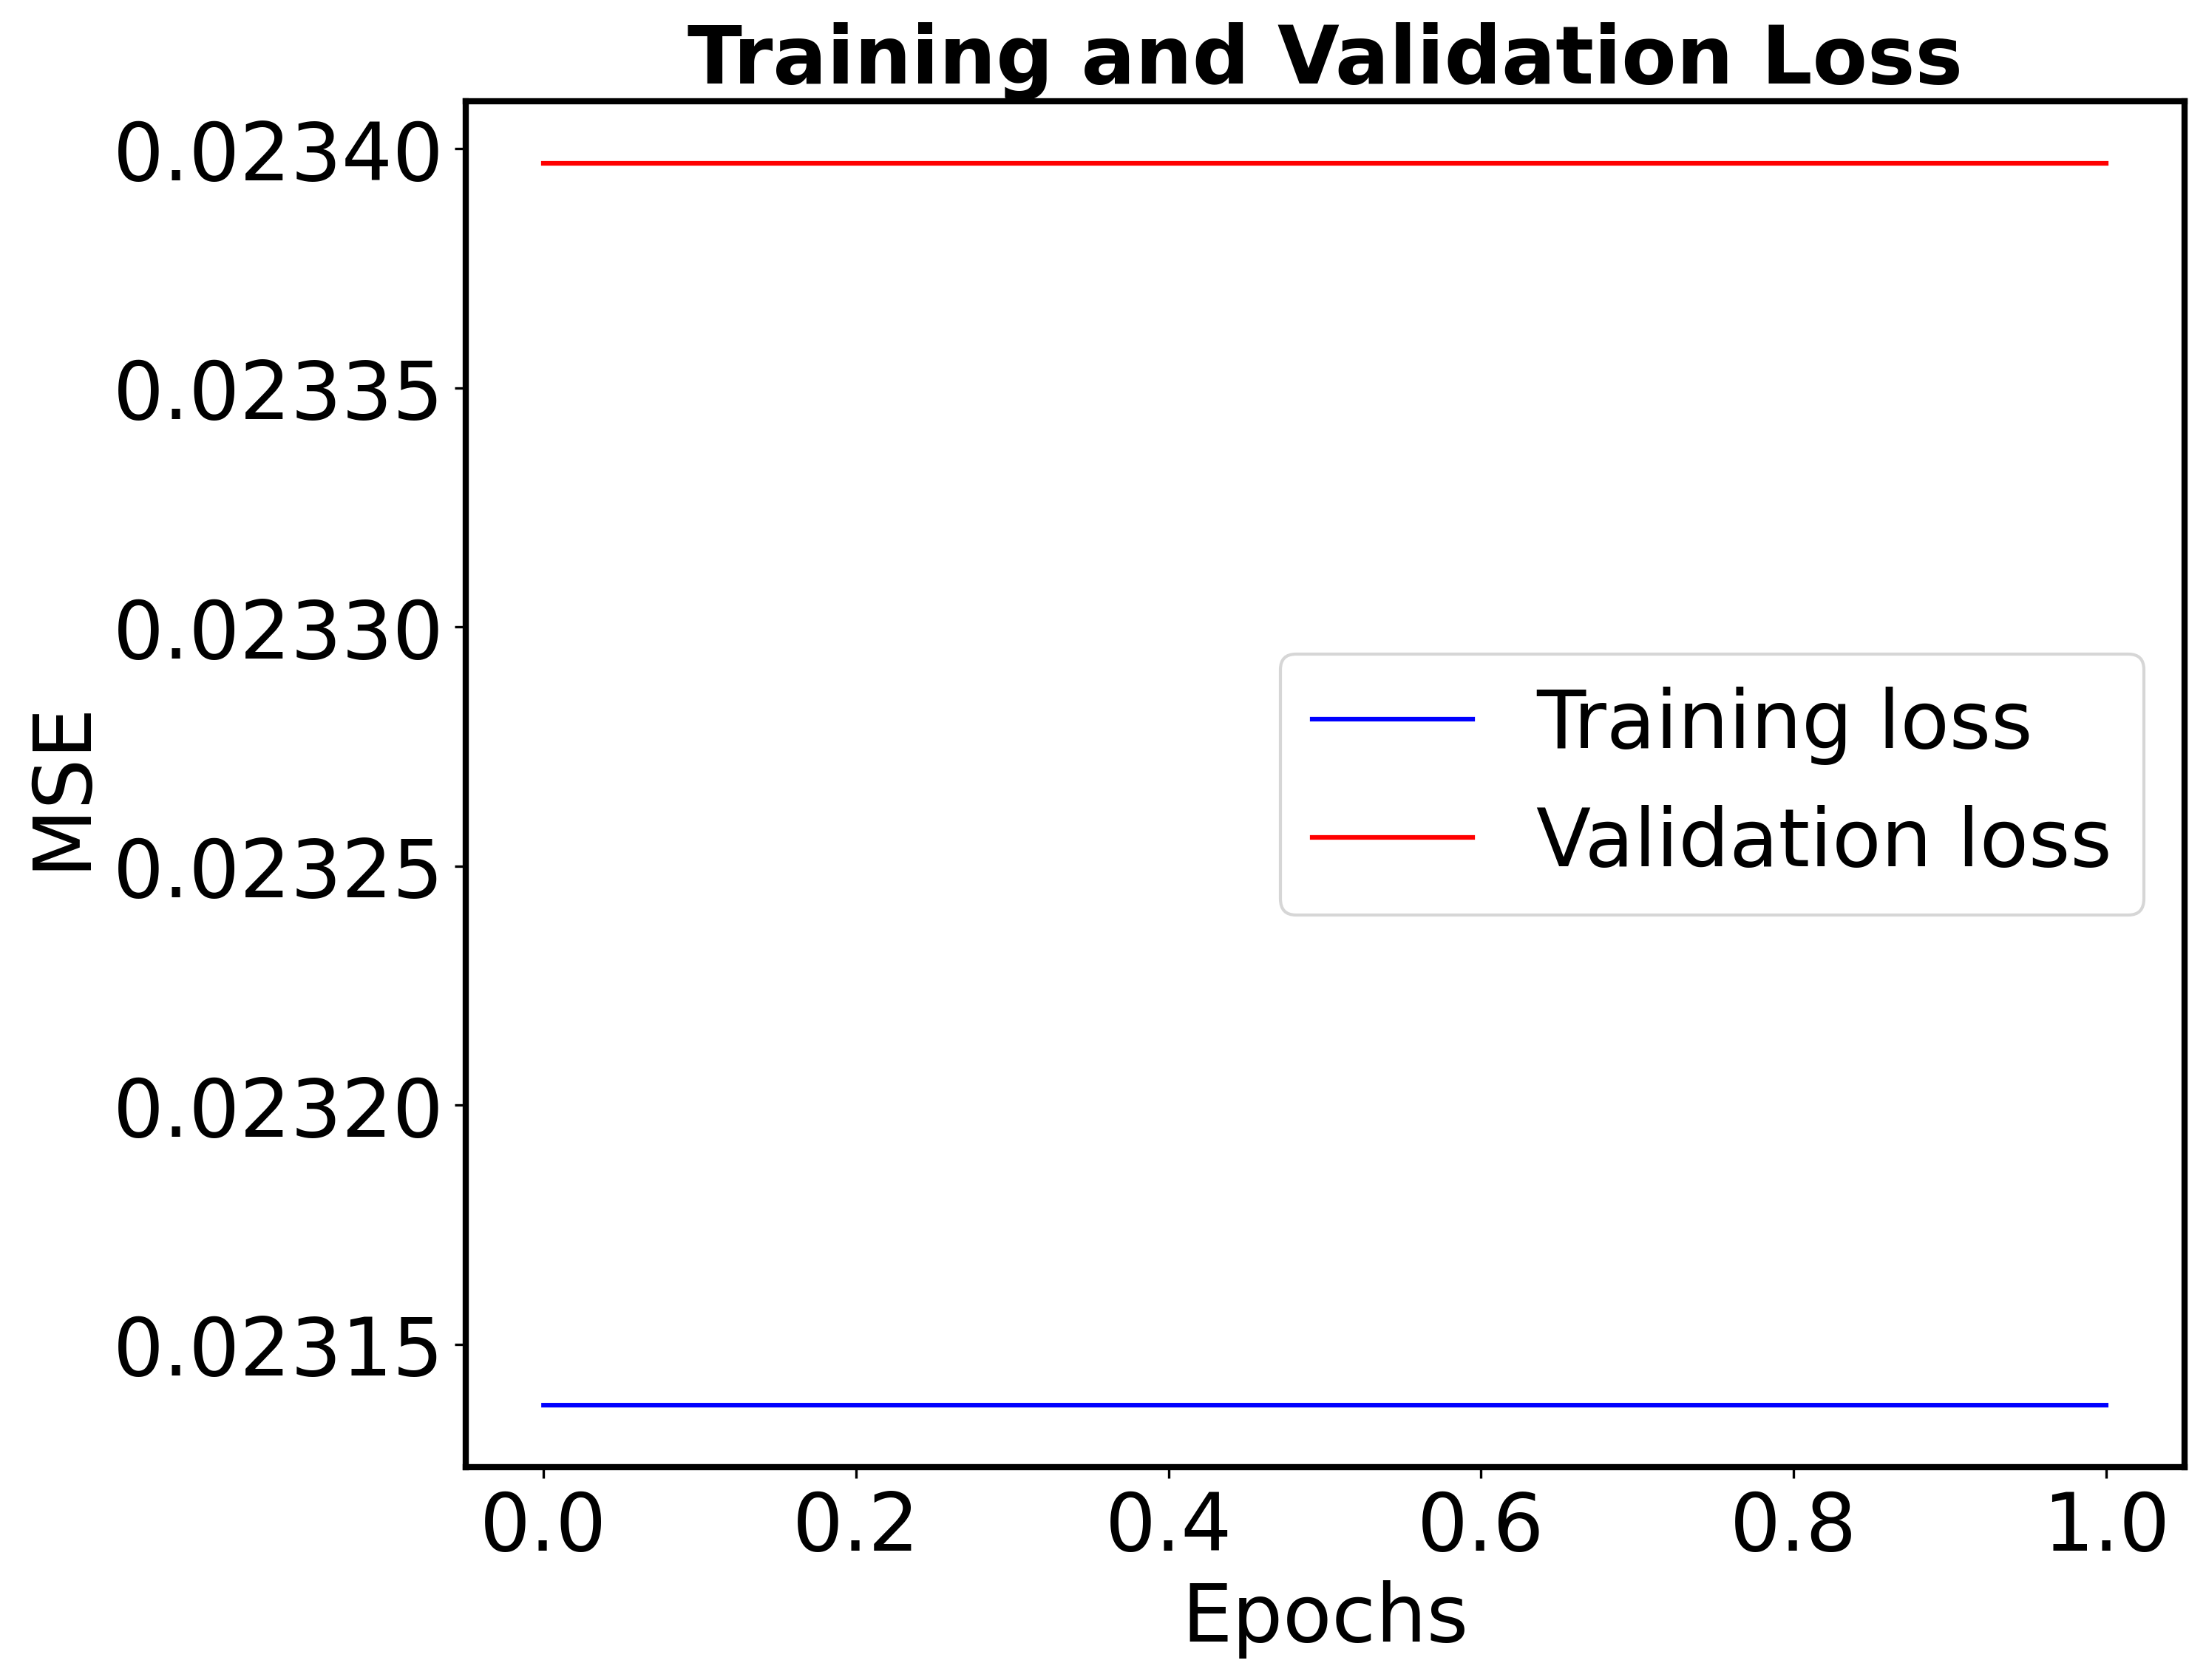 Training and Validation Loss
0.02340
0.02335
0.02330
0.02325
0.02320
0.02315
MSE
Training loss
Validation loss
0.0 0.2 0.4 0.6 0.8 1.0
Epochs